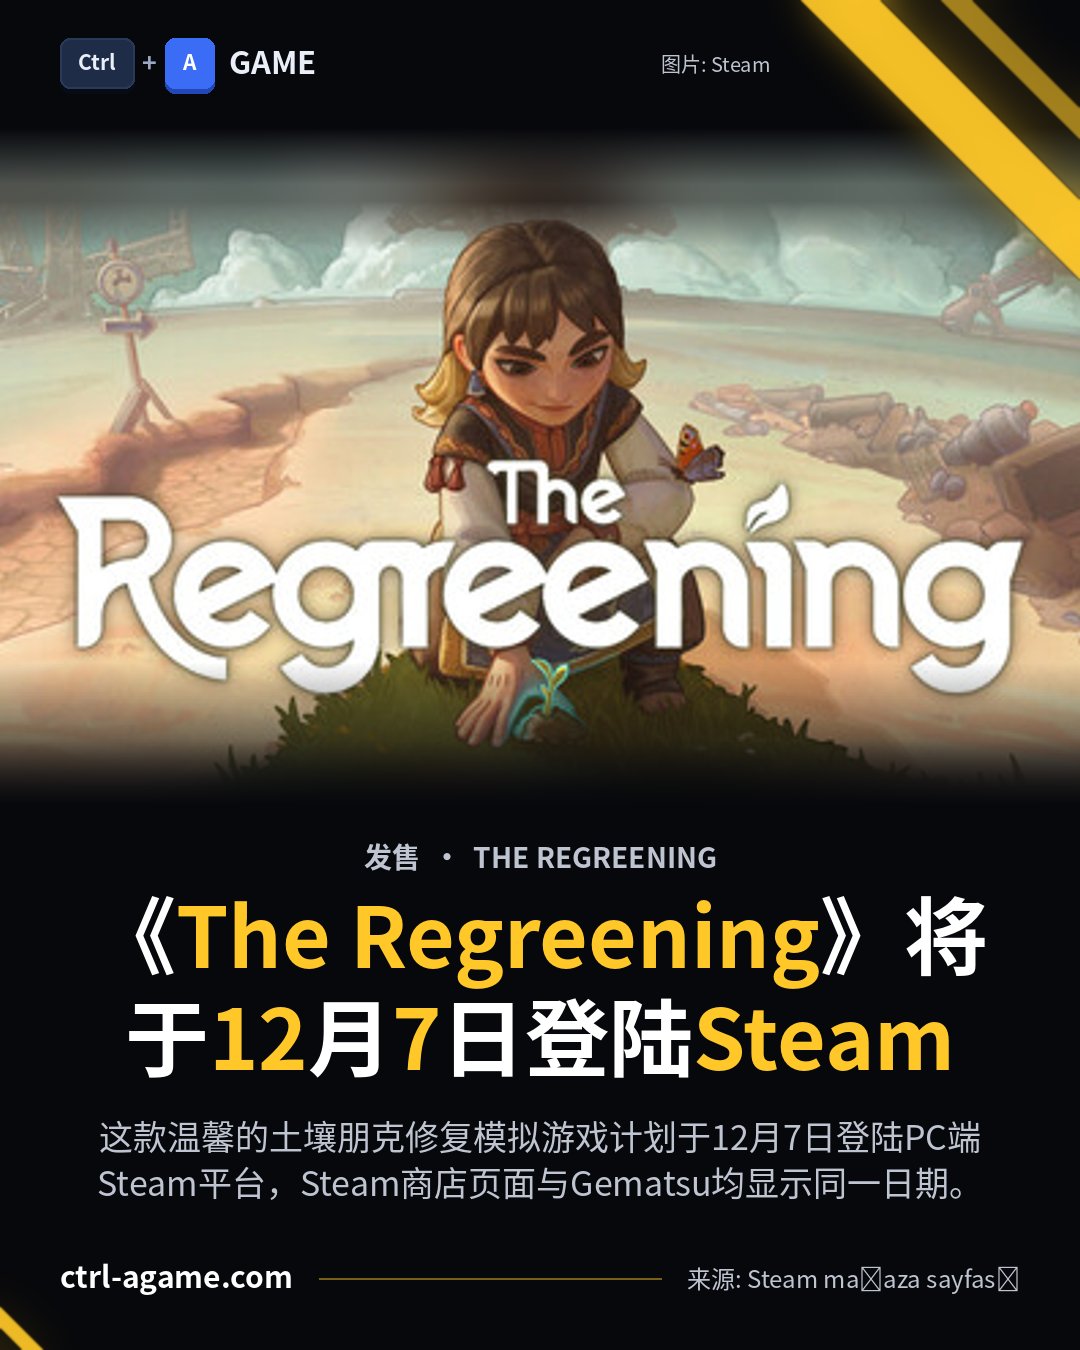 Ctrl + A GAME
图片: Steam
The
Regreening
发售 • THE REGREENING
《The Regreening》将
于12月7日登陆Steam
这款温馨的土壤朋克修复模拟游戏计划于12月7日登陆PC端
Steam平台，Steam商店页面与Gematsu均显示同一日期。
ctrl-agame.com
来源: Steam ma□aza sayfas□